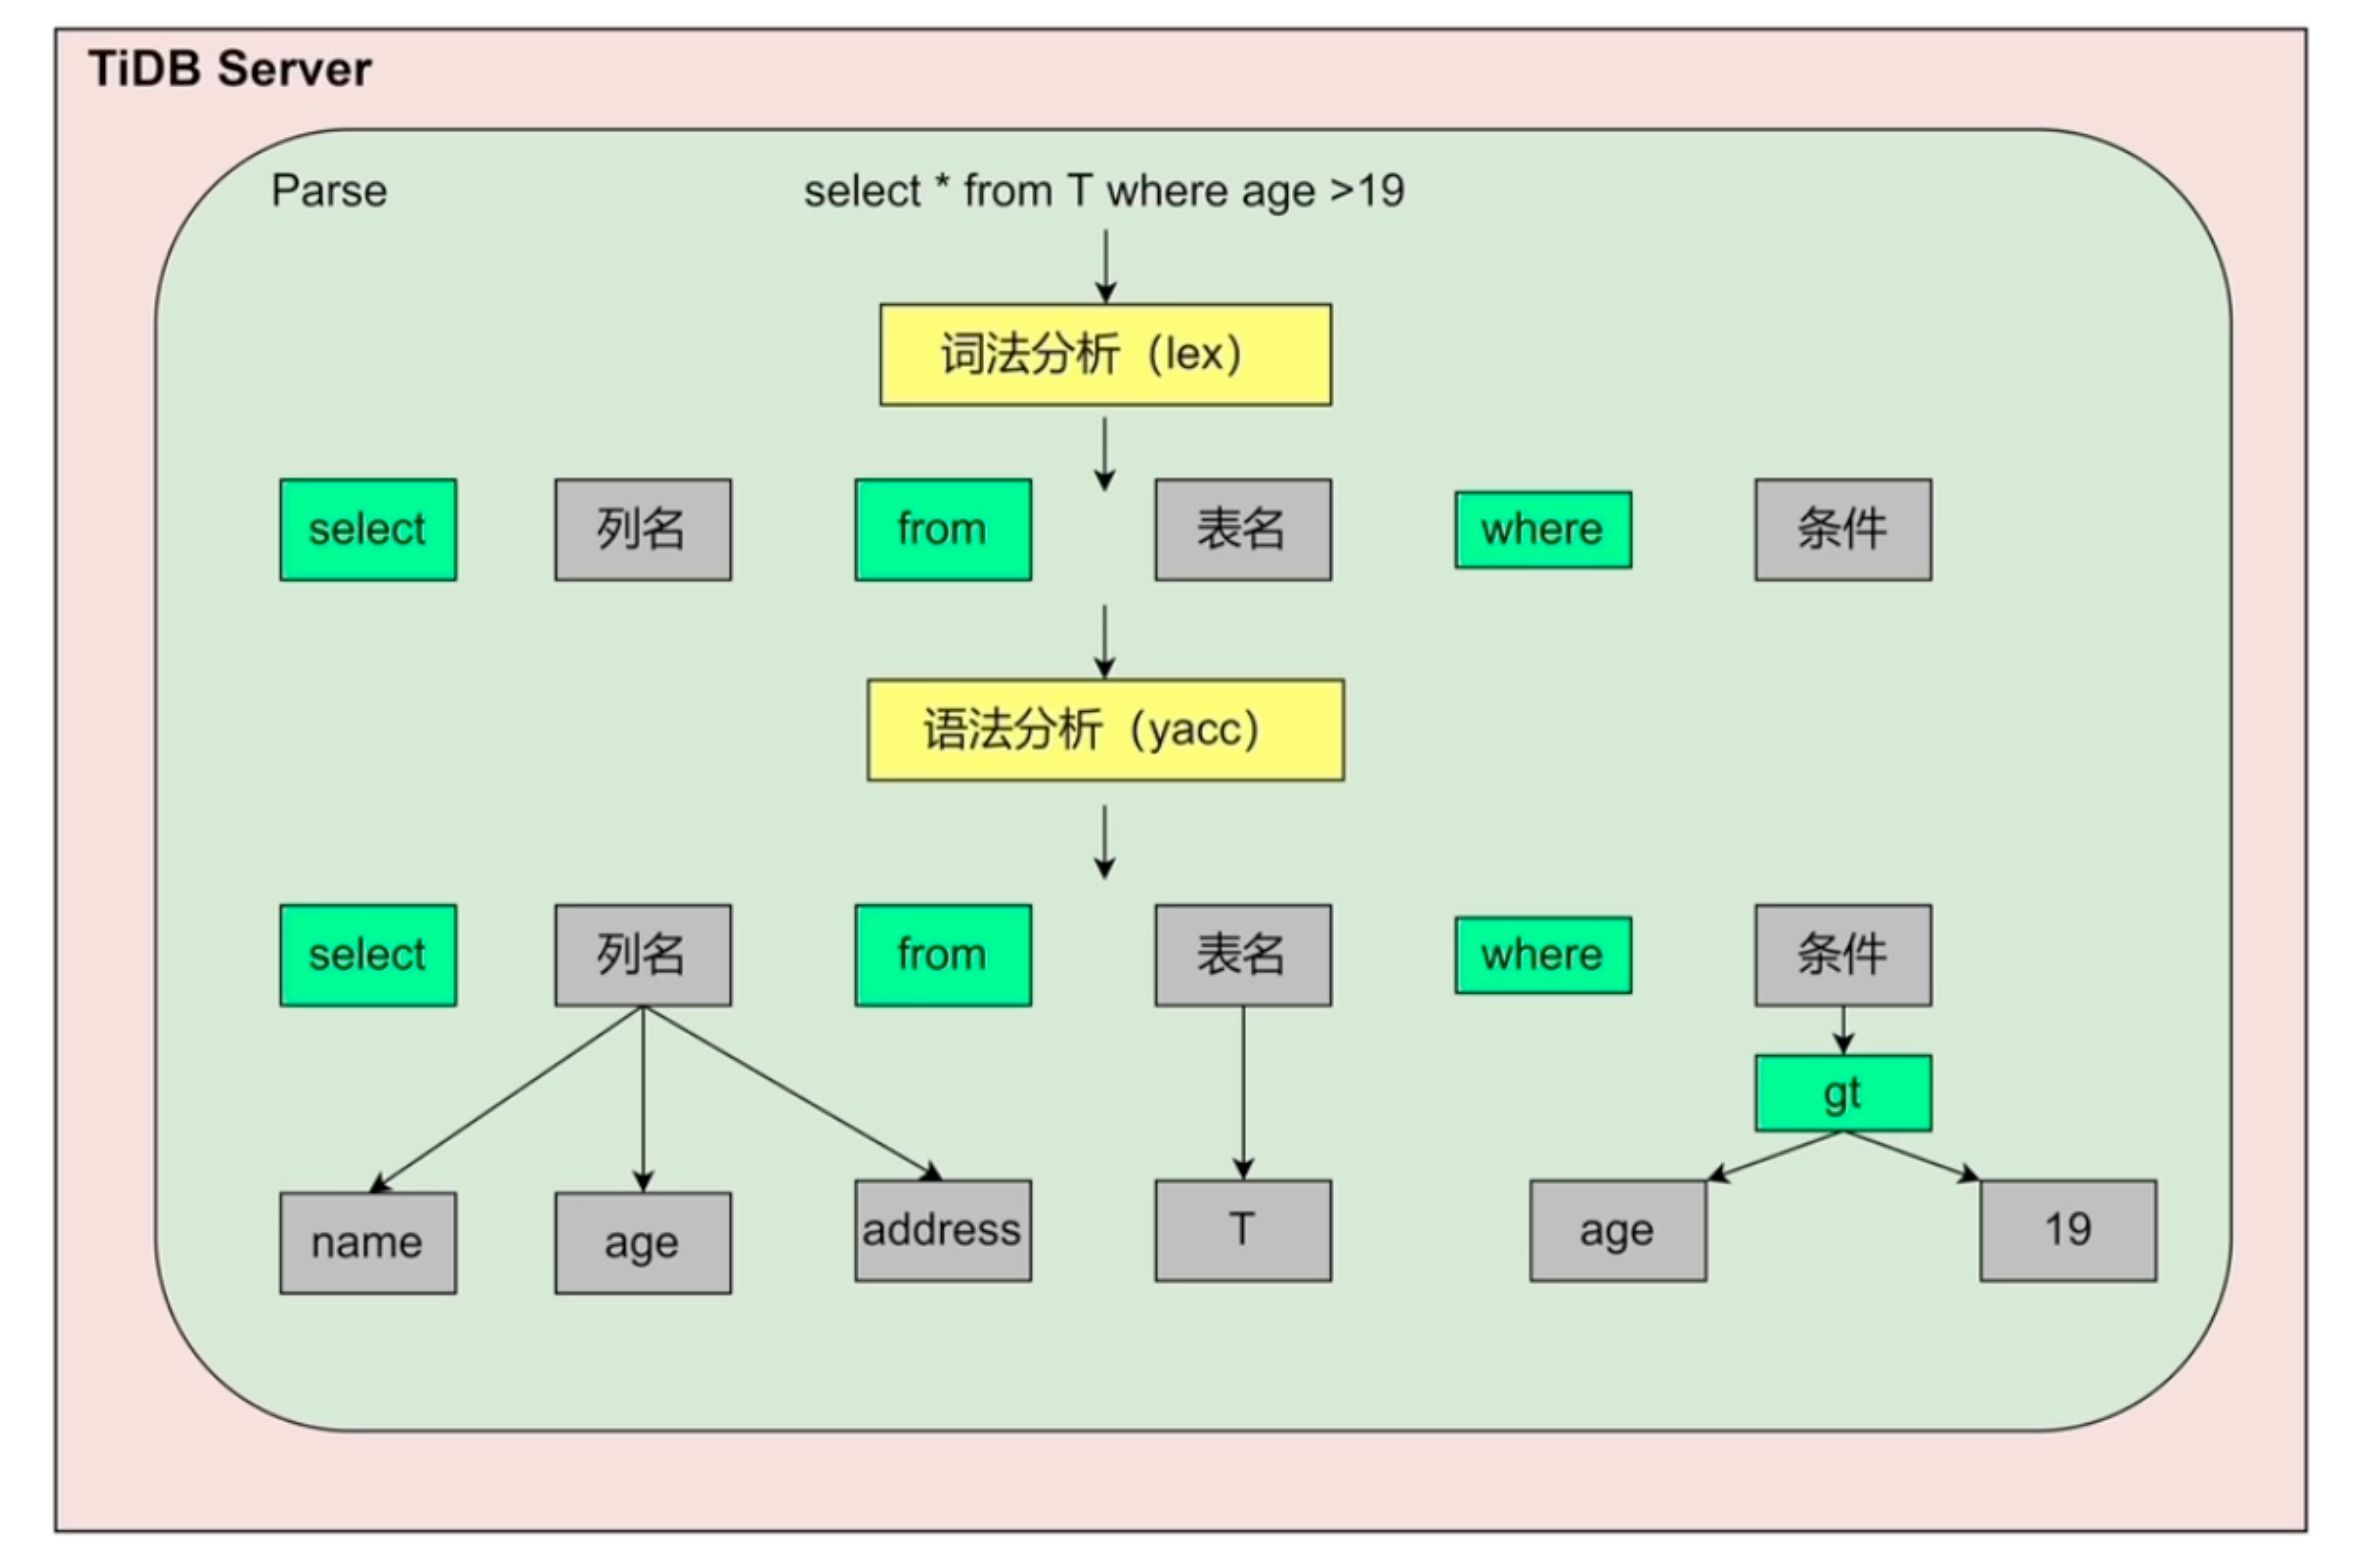 TiDB Server
Parse
select * from T where age >19
词法分析（lex）
select
列名
from
表名
where
条件
语法分析（yacc）
select
列名
from
表名
where
条件
gt
name
age
address
T
age
19